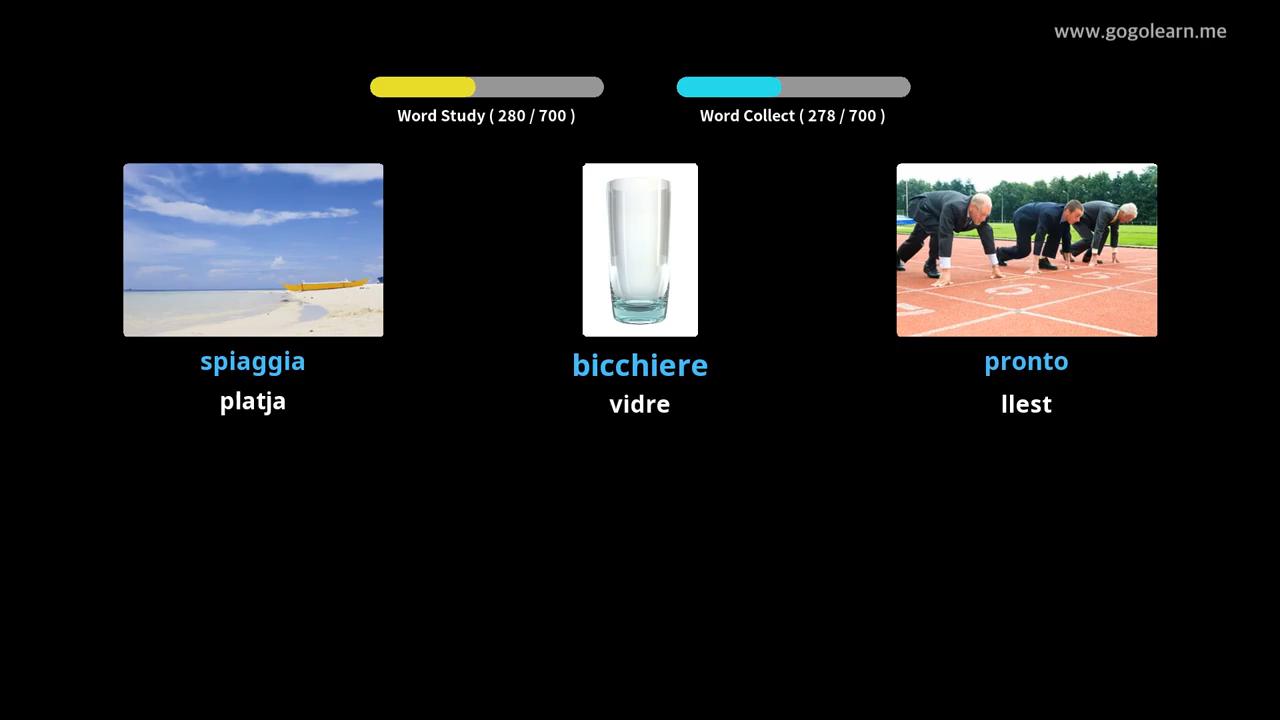 www.gogolearn.me
Word Study ( 280 / 700 )
Word Collect ( 278 / 700 )
spiaggia
platja
bicchiere
vidre
pronto
llest